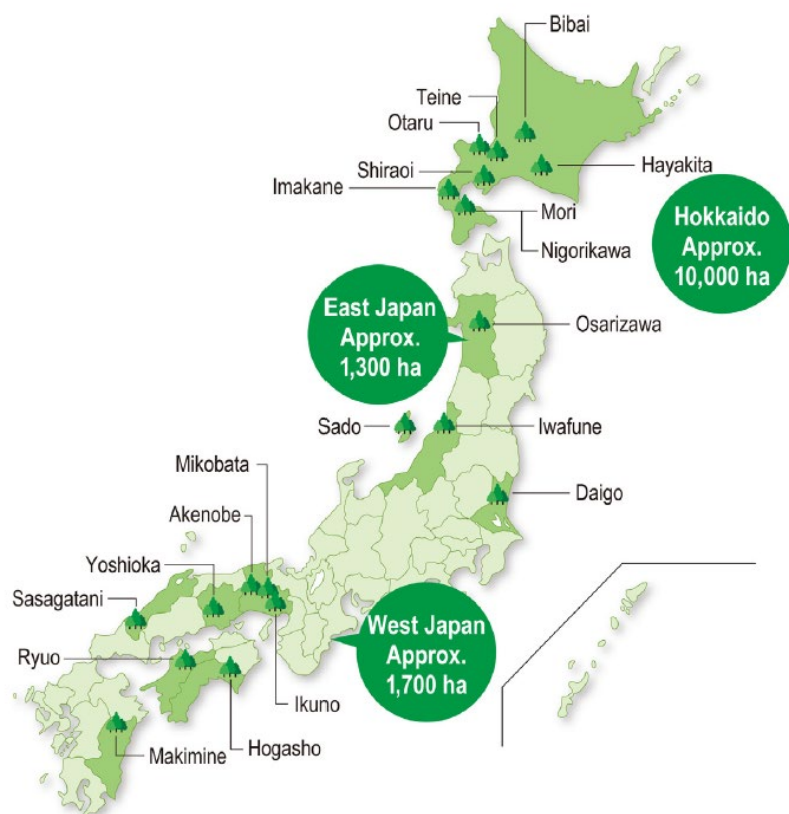 Bibai
Teine
Otaru
Shiraoi
Hayakita
Imakane
Mori
Nigorikawa
Hokkaido
Approx.
10,000 ha
East Japan
Approx.
1,300 ha
Osarizawa
Sado
Iwafune
Mikobata
Daigo
Akenobe
Yoshioka
Sasagatani
West Japan
Approx.
1,700 ha
Ryuo
Ikuno
Hogasho
Makimine